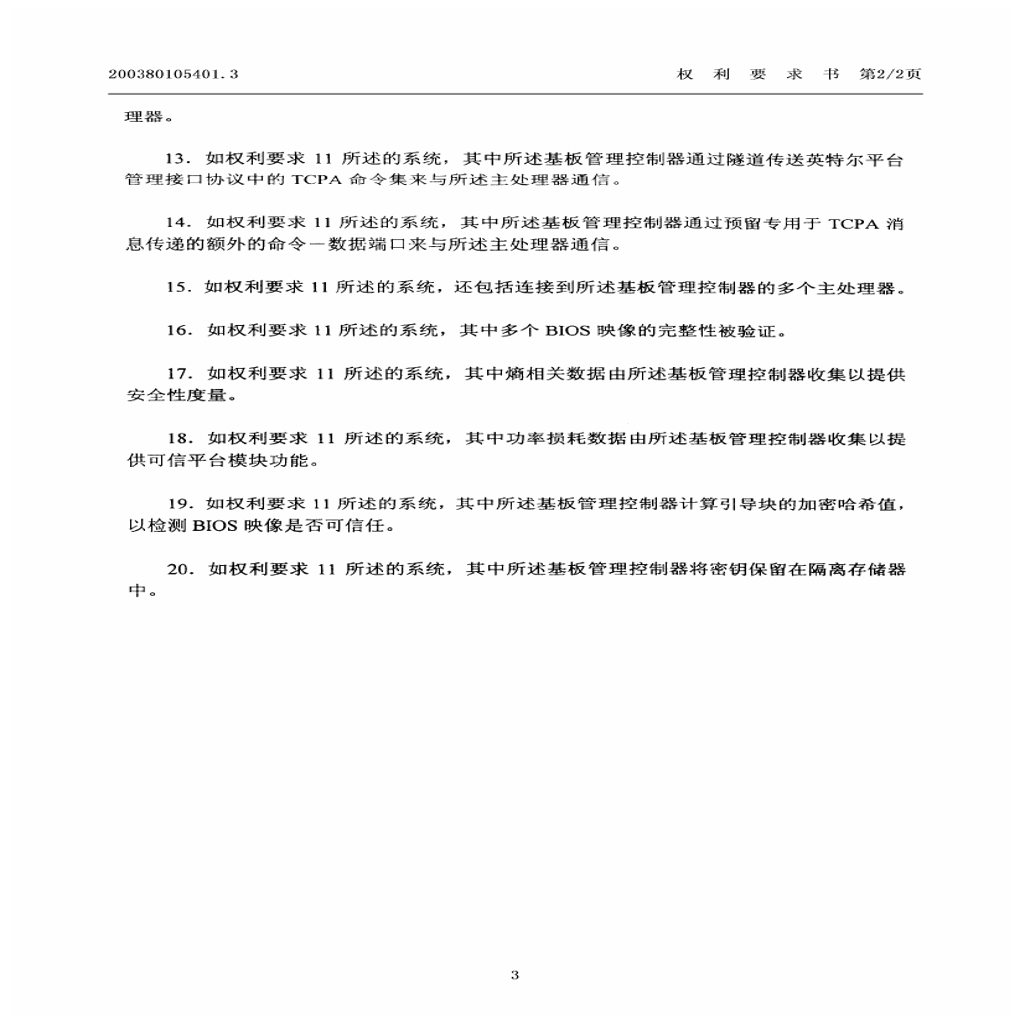 200380105401.3 权 利 要 求 书 第2/2页
理器。
13. 如权利要求 11 所述的系统，其中所述基板管理控制器通过隧道传送英特尔平台
管理接口协议中的 TCPA 命令集来与所述主处理器通信。
14. 如权利要求 11 所述的系统，其中所述基板管理控制器通过预留专用于 TCPA 消
息传递的额外的命令－数据端口来与所述主处理器通信。
15. 如权利要求 11 所述的系统，还包括连接到所述基板管理控制器的多个主处理器。
16. 如权利要求 11 所述的系统，其中多个 BIOS 映像的完整性被验证。
17. 如权利要求 11 所述的系统，其中熵相关数据由所述基板管理控制器收集以提供
安全性度量。
18. 如权利要求 11 所述的系统，其中功率损耗数据由所述基板管理控制器收集以提
供可信平台模块功能。
19. 如权利要求 11 所述的系统，其中所述基板管理控制器计算引导块的加密哈希值，
以检测 BIOS 映像是否可信任。
20. 如权利要求 11 所述的系统，其中所述基板管理控制器将密钥保留在隔离存储器
中。
3